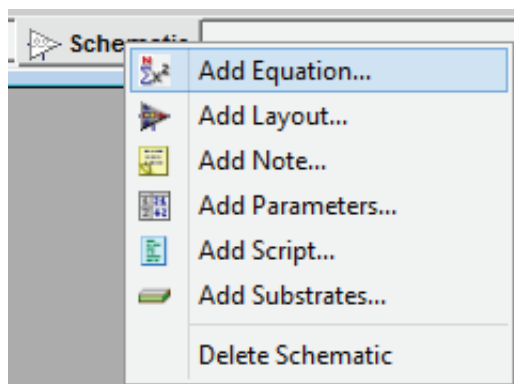 Schematic
Add Equation...
Add Layout...
Add Note...
Add Parameters...
Add Script...
Add Substrates...
Delete Schematic